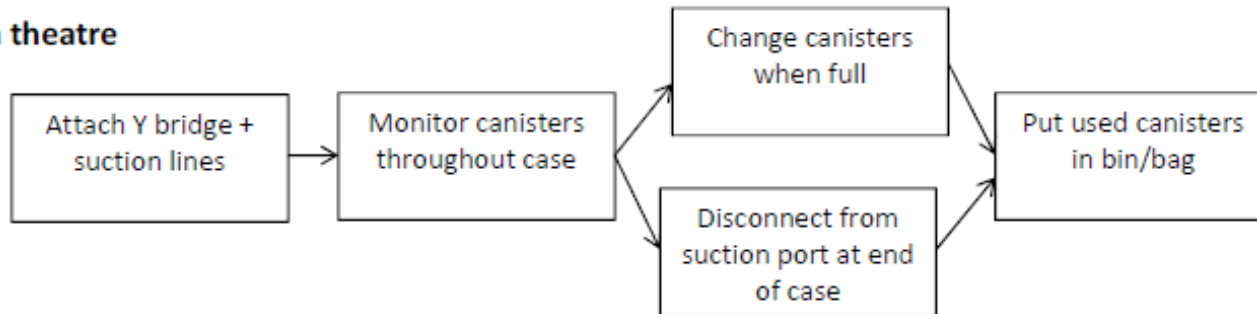 theatre
Attach Y bridge +
suction lines
Monitor canisters
throughout case
Change canisters
when full
Disconnect from
suction port at end
of case
Put used canisters
in bin/bag